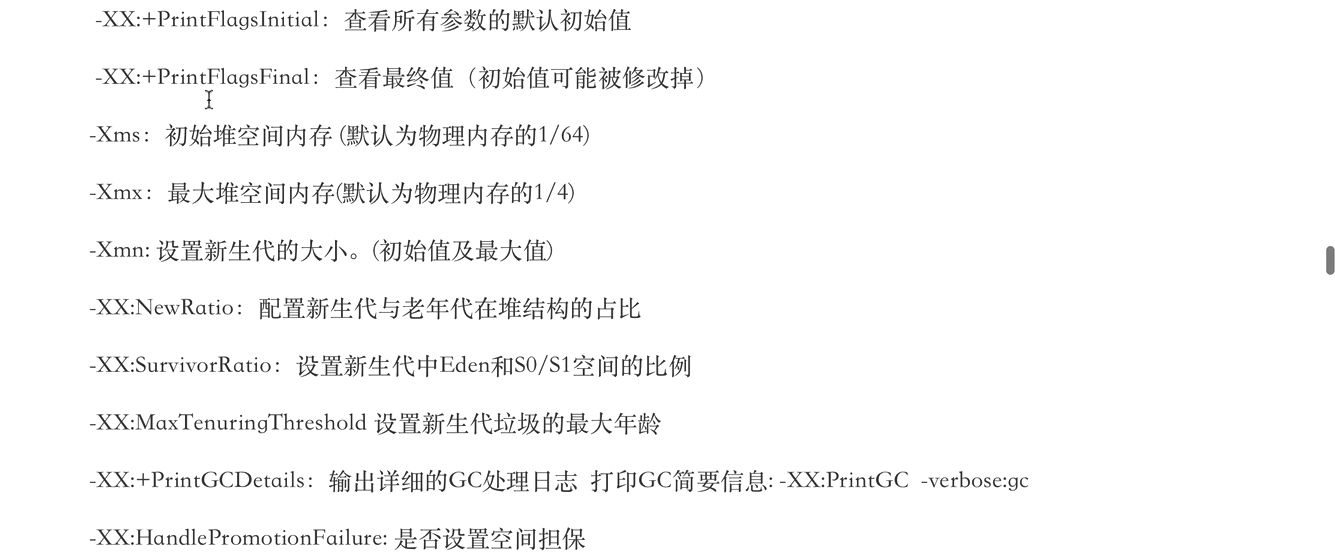 -XX:+PrintFlagsInitial：查看所有参数的默认初始值
-XX:+PrintFlagsFinal：查看最终值（初始值可能被修改掉）
-Xms：初始堆空间内存 (默认为物理内存的1/64)
-Xmx：最大堆空间内存(默认为物理内存的1/4)
-Xmn: 设置新生代的大小。(初始值及最大值)
-XX:NewRatio：配置新生代与老年代在堆结构的占比
-XX:SurvivorRatio：设置新生代中Eden和S0/S1空间的比例
-XX:MaxTenuringThreshold 设置新生代垃圾的最大年龄
-XX:+PrintGCDetails：输出详细的GC处理日志 打印GC简要信息: -XX:PrintGC -verbose:gc
-XX:HandlePromotionFailure: 是否设置空间担保